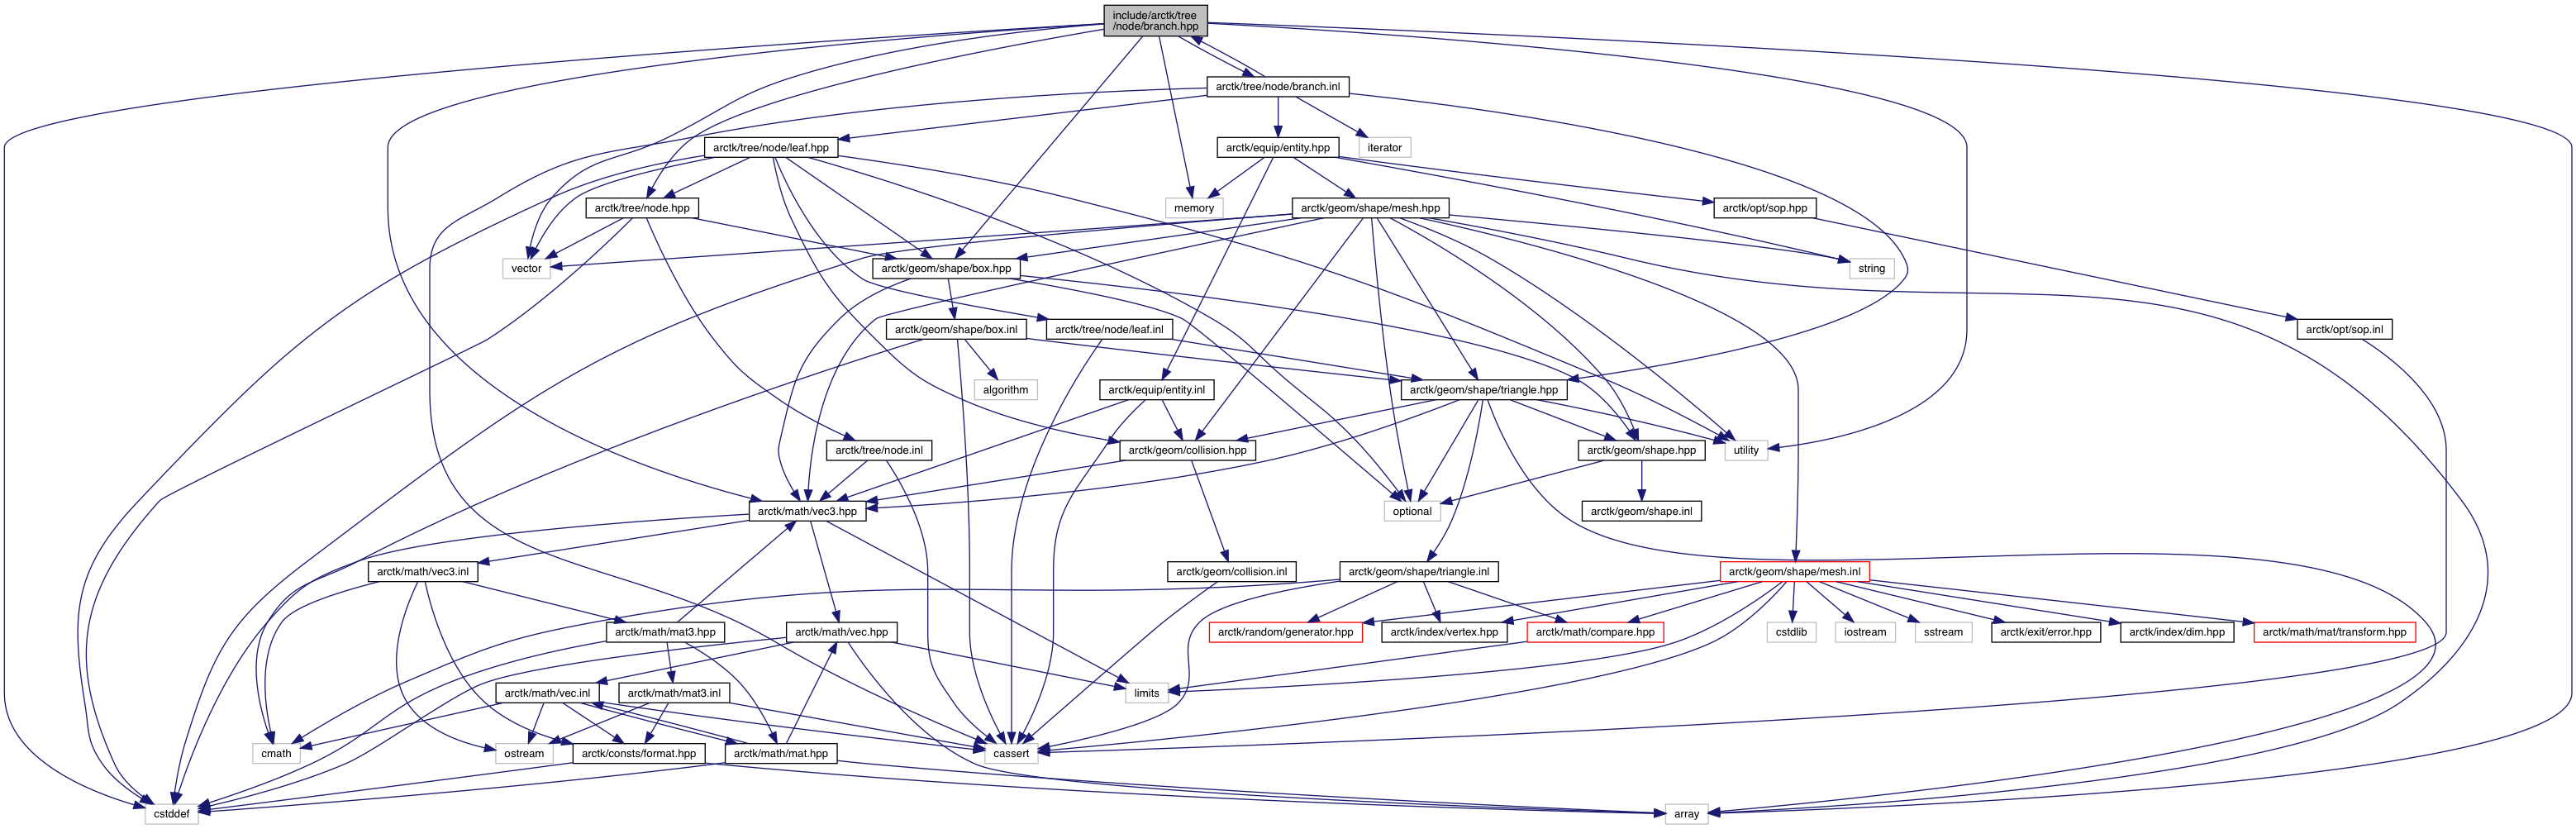 include/arctk/tree
/node/branch.hpp
arctk/tree/node/branch.inl
arctk/tree/node/leaf.hpp
arctk/equip/entity.hpp
iterator
arctk/tree/node.hpp
memory
arctk/geom/shape/mesh.hpp
arctk/opt/sop.hpp
vector
arctk/geom/shape/box.hpp
string
arctk/geom/shape/box.inl
arctk/tree/node/leaf.inl
arctk/opt/sop.inl
algorithm
arctk/equip/entity.inl
arctk/geom/shape/triangle.hpp
arctk/tree/node.inl
arctk/geom/collision.hpp
arctk/geom/shape.hpp
utility
arctk/math/vec3.hpp
optional
arctk/geom/shape.inl
arctk/math/vec3.inl
arctk/geom/collision.inl
arctk/geom/shape/triangle.inl
arctk/geom/shape/mesh.inl
arctk/math/mat3.hpp
arctk/math/vec.hpp
arctk/random/generator.hpp
arctk/index/vertex.hpp
arctk/math/compare.hpp
cstdlib
iostream
sstream
arctk/exit/error.hpp
arctk/index/dim.hpp
arctk/math/mat/transform.hpp
arctk/math/vec.inl
arctk/math/mat3.inl
limits
cmath
ostream
arctk/consts/format.hpp
arctk/math/mat.hpp
cassert
cstddef
array